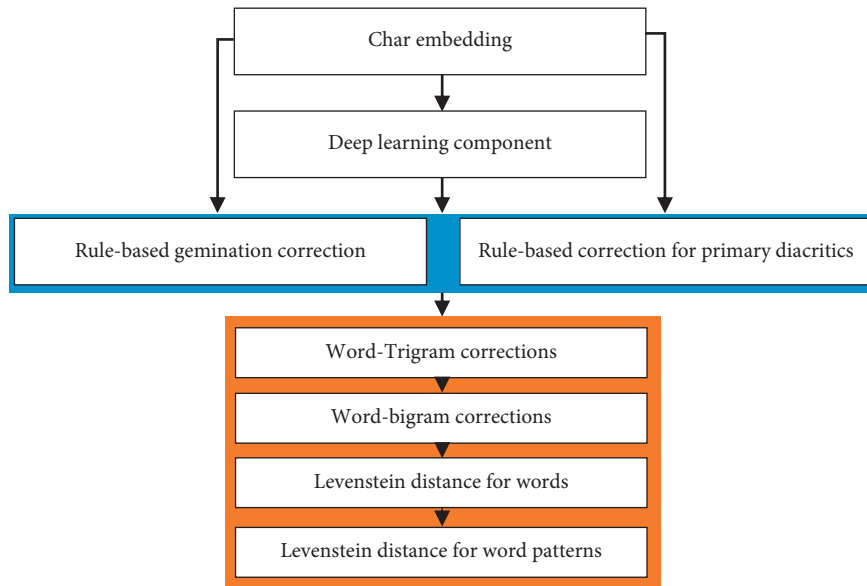 Char embedding
Deep learning component
Rule-based gemination correction
Rule-based correction for primary diacritics
Word-Trigram corrections
Word-bigram corrections
Levenstein distance for words
Levenstein distance for word patterns